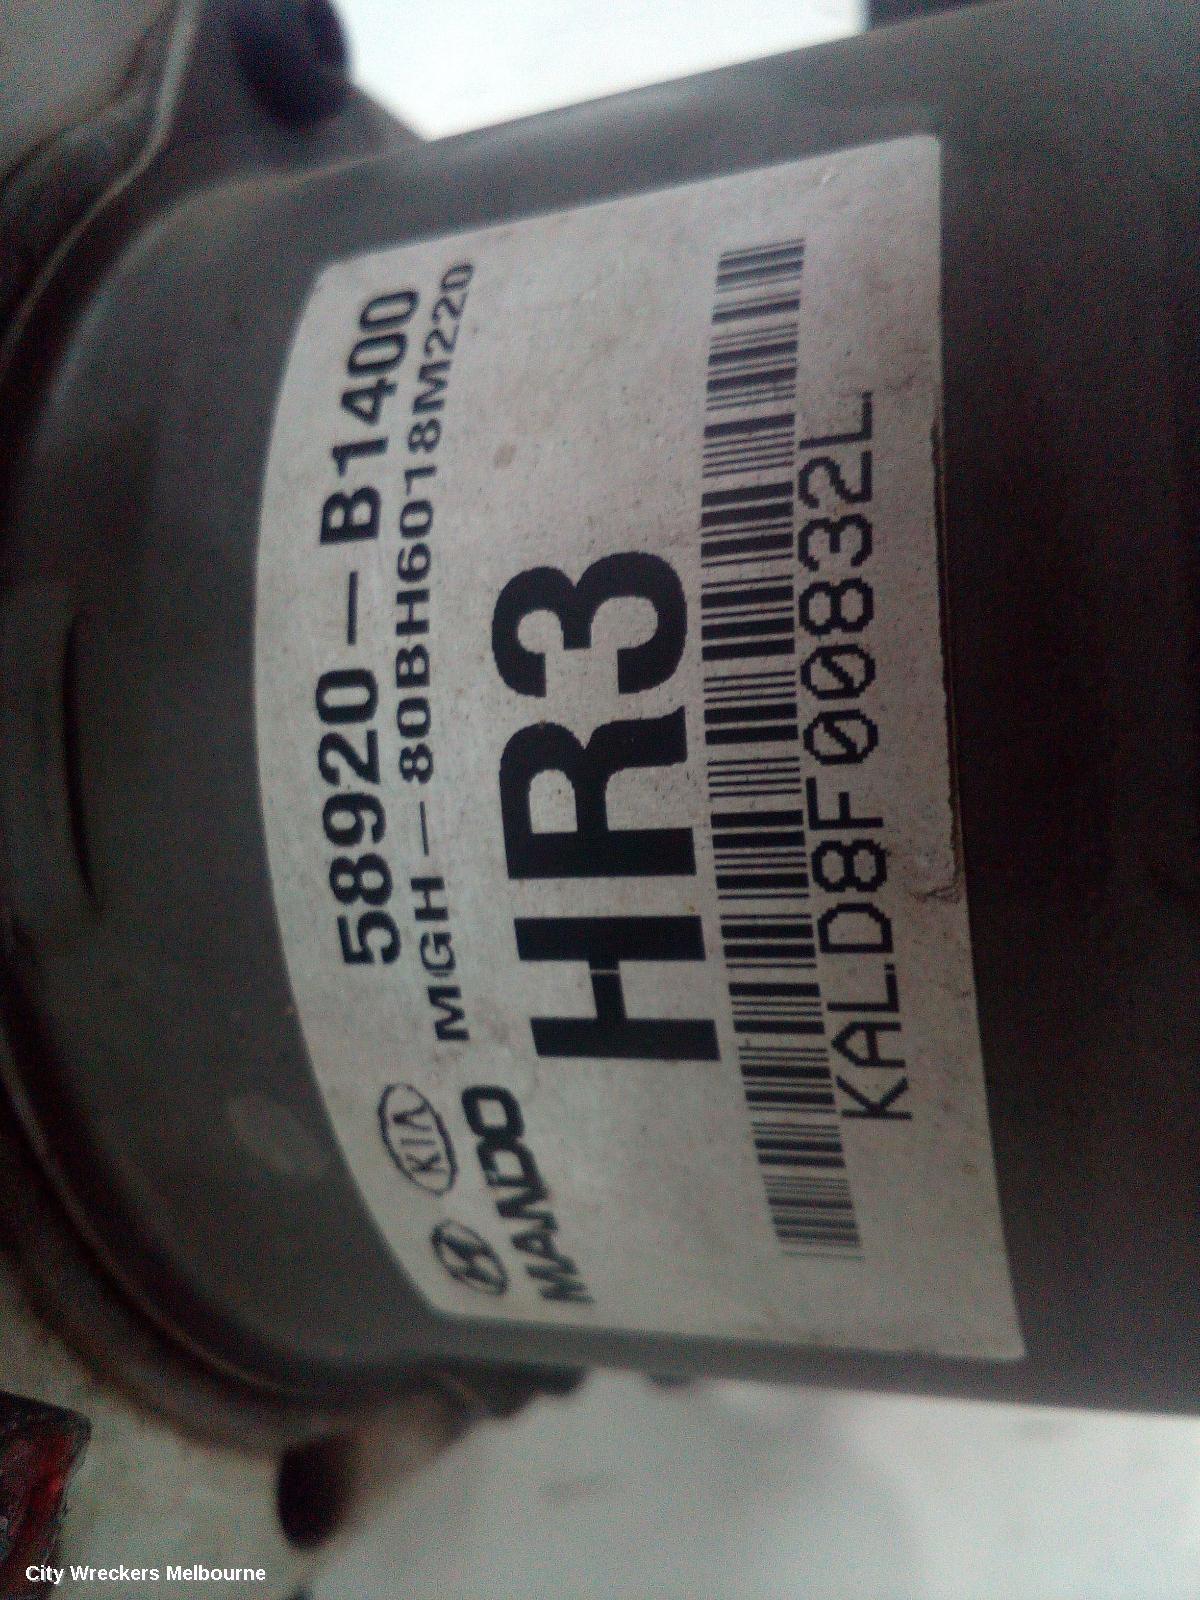 58920-B1400
KIA MGH-80BH6018M220
MANDO
HR3
KALD8F00832L
City Wreckers Melbourne